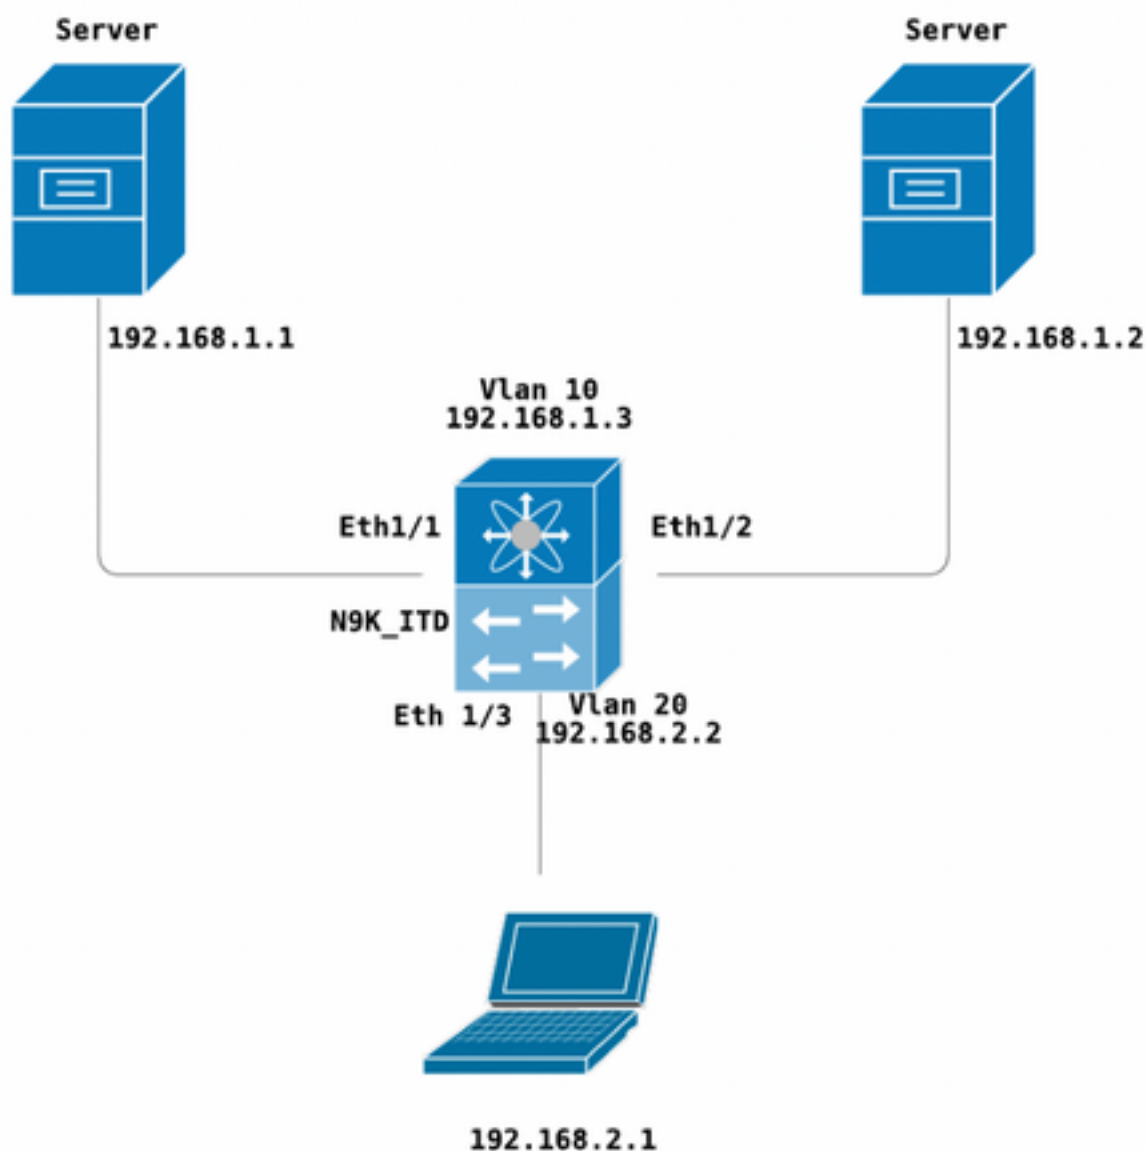 Server
Server
192.168.1.1
192.168.1.2
Vlan 10
192.168.1.3
Eth1/1
Eth1/2
N9K_ITD
Eth 1/3
Vlan 20
192.168.2.2
192.168.2.1